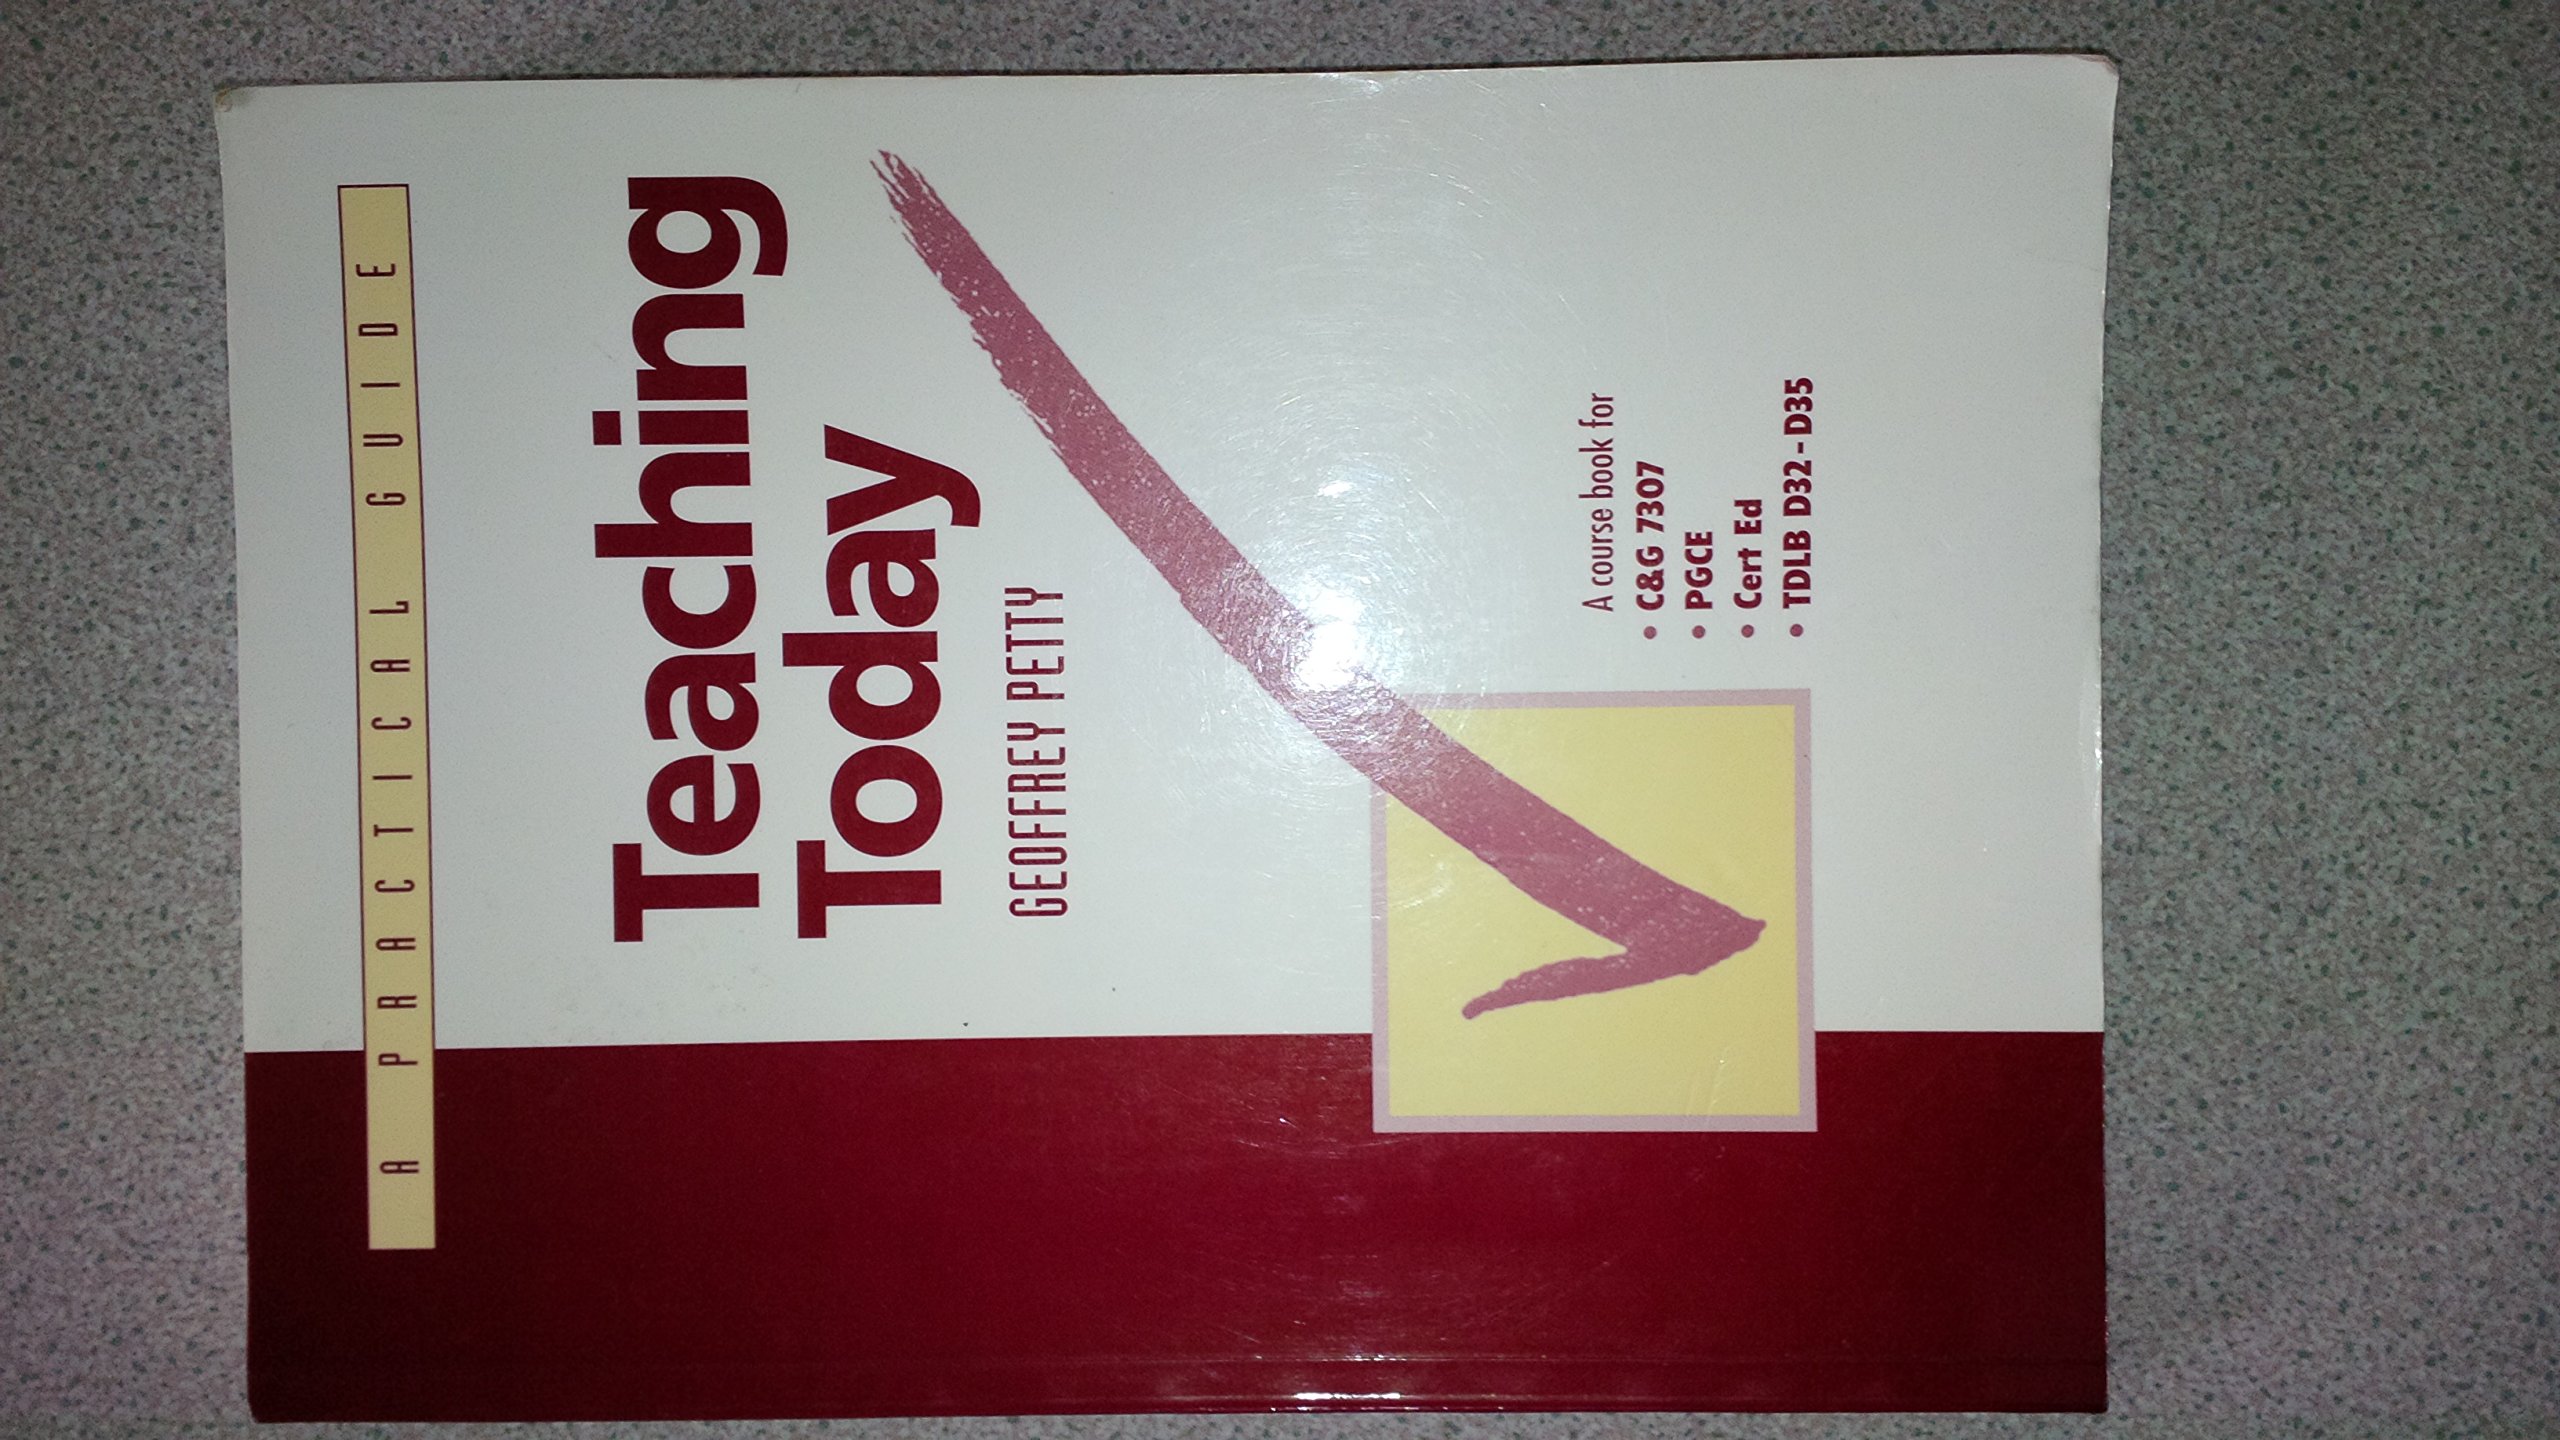 A PRACTICAL GUIDE
Teaching
Today
GEOFFREY PETTY
A course book for
• C&G 7307
• PGCE
• Cert Ed
• TDLB D32-D35